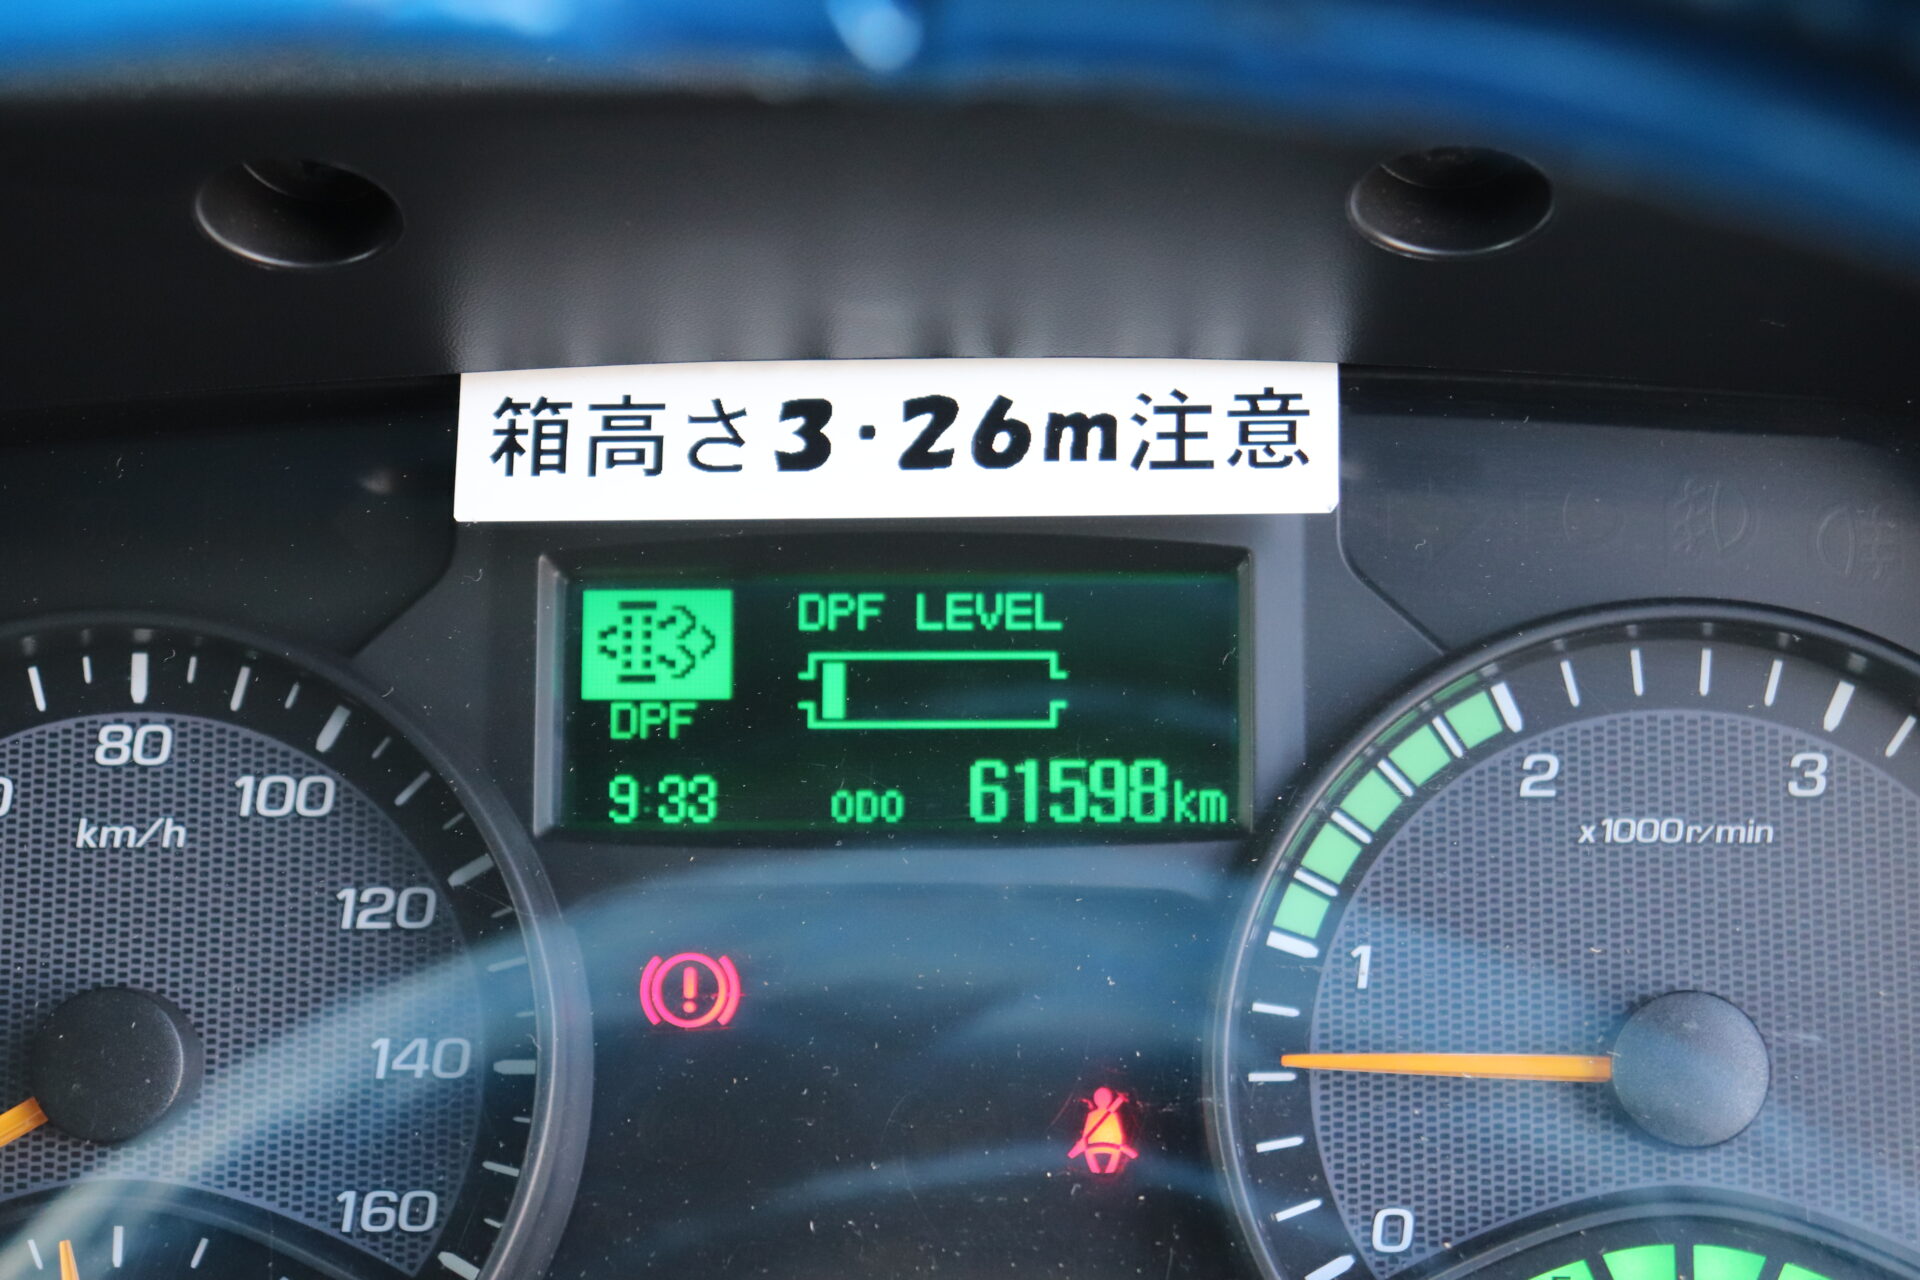 箱高さ3・26m注意
DPF LEVEL
DPF
9:33 ODO 61598km
80
100
km/h
120
140
160
2
3
x1000r/min
1
0